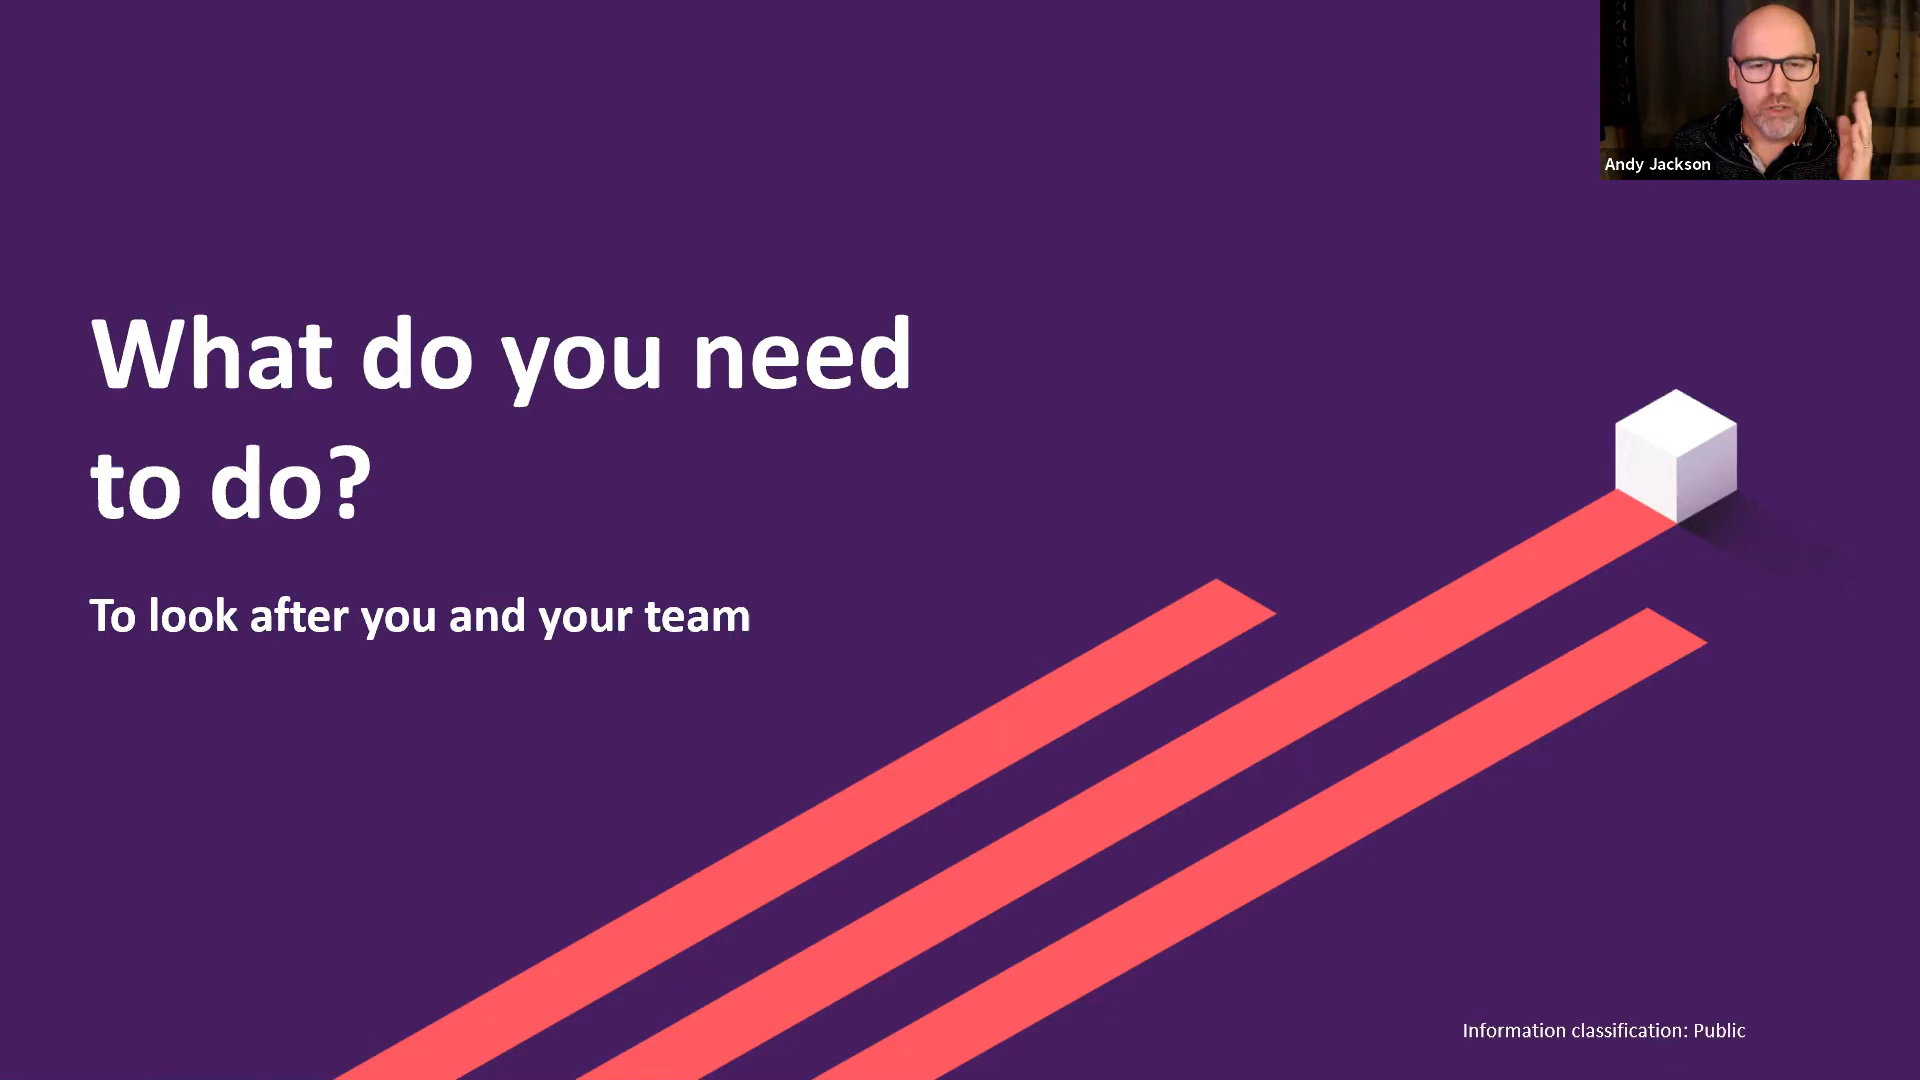 Andy Jackson
What do you need
to do?
To look after you and your team
Information classification: Public